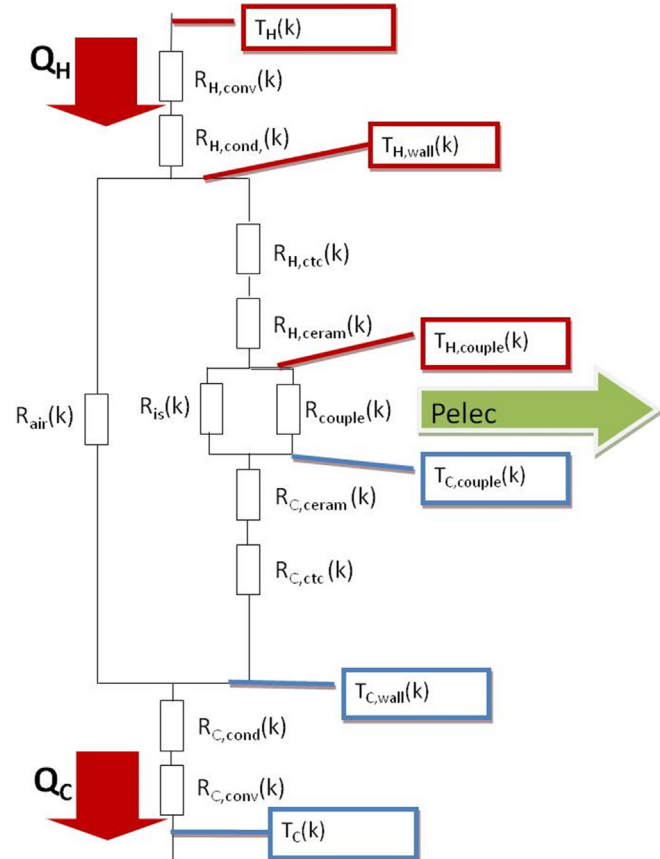 T_H(k)
Q_H
R_H,conv(k)
R_H,cond,(k)
T_H,wall(k)
R_H,ctc(k)
R_H,ceram(k)
T_H,couple(k)
R_air(k)
R_is(k)
R_couple(k)
Pelec
T_C,couple(k)
R_C,ceram(k)
R_C,ctc(k)
T_C,wall(k)
R_C,cond(k)
Q_C
R_C,conv(k)
T_C(k)